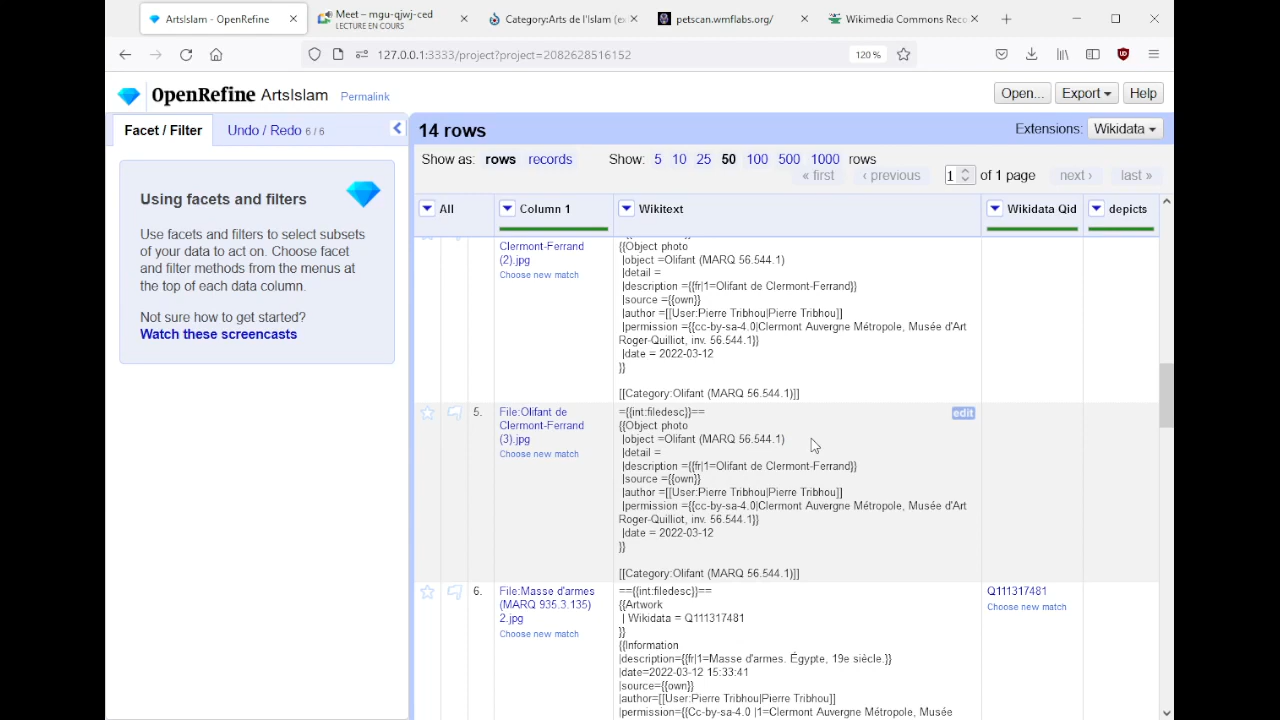 ArtsIslam - OpenRefine
Meet – mgu-qjwj-ced
LECTURE EN COURS
Category:Arts de l'Islam (ex
petscan.wmflabs.org/
Wikimedia Commons Reco
127.0.0.1:3333/project?project=2082628516152
120 %
OpenRefine ArtsIslam Permalink
Open... Export Help
Facet / Filter Undo / Redo 6 / 6
14 rows
Extensions: Wikidata
Using facets and filters
Use facets and filters to select subsets
of your data to act on. Choose facet
and filter methods from the menus at
the top of each data column.
Not sure how to get started?
Watch these screencasts
Show as: rows records Show: 5 10 25 50 100 500 1000 rows
« first ‹ previous 1 of 1 page next › last »
All Column 1 Wikitext Wikidata Qid depicts
Clermont-Ferrand
(2).jpg
Choose new match
{{Object photo
|object =Olifant (MARQ 56.544.1)
|detail =
|description ={{fr|1=Olifant de Clermont-Ferrand}}
|source ={{own}}
|author =[[User:Pierre Tribhou|Pierre Tribhou]]
|permission ={{cc-by-sa-4.0|Clermont Auvergne Métropole, Musée d'Art
Roger-Quilliot, inv. 56.544.1}}
|date = 2022-03-12
}}
[[Category:Olifant (MARQ 56.544.1)]]
5.
File:Olifant de
Clermont-Ferrand
(3).jpg
Choose new match
={{int:filedesc}}==
{{Object photo
|object =Olifant (MARQ 56.544.1)
|detail =
|description ={{fr|1=Olifant de Clermont-Ferrand}}
|source ={{own}}
|author =[[User:Pierre Tribhou|Pierre Tribhou]]
|permission ={{cc-by-sa-4.0|Clermont Auvergne Métropole, Musée d'Art
Roger-Quilliot, inv. 56.544.1}}
|date = 2022-03-12
}}
[[Category:Olifant (MARQ 56.544.1)]]
edit
6.
File:Masse d'armes
(MARQ 935.3.135)
2.jpg
Choose new match
=={{int:filedesc}}==
{{Artwork
| Wikidata = Q111317481
}}
{{Information
|description={{fr|1=Masse d'armes. Égypte, 19e siècle.}}
|date=2022-03-12 15:33:41
|source={{own}}
|author=[[User:Pierre Tribhou|Pierre Tribhou]]
|permission={{Cc-by-sa-4.0 |1=Clermont Auvergne Métropole, Musée
Q111317481
Choose new match